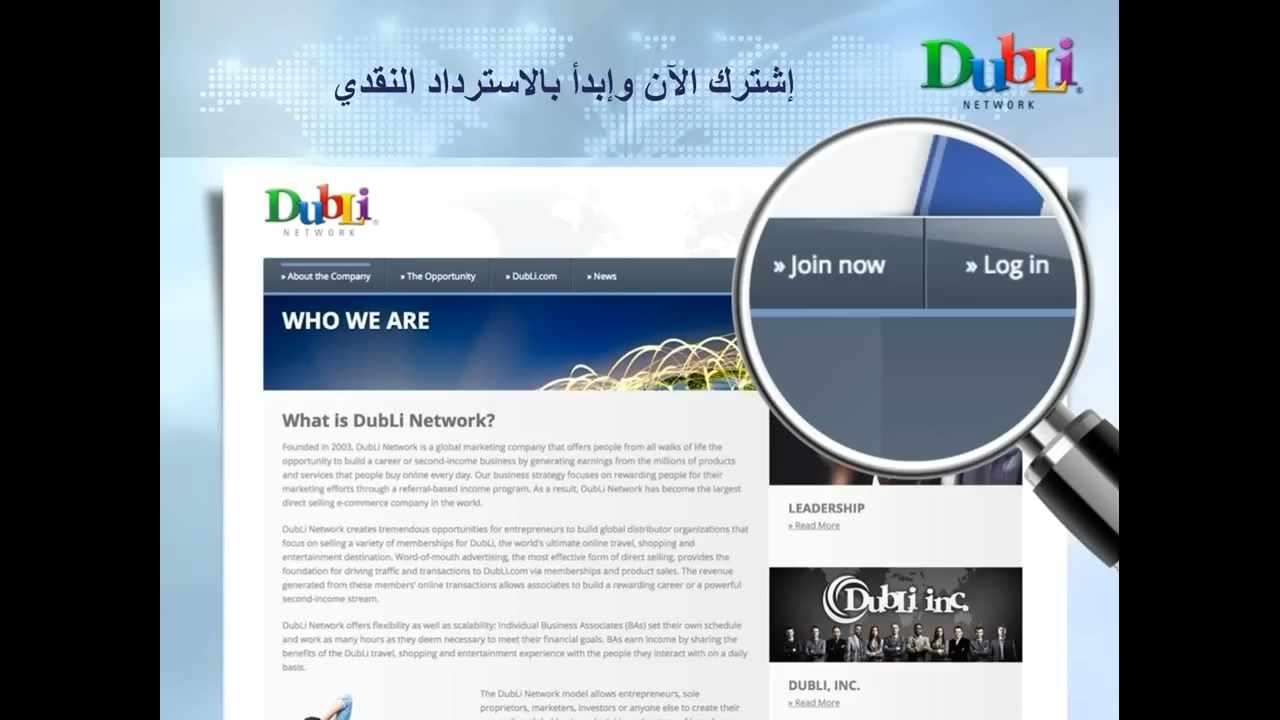 إشترك الآن وإبدأ بالاسترداد النقدي
DubLi
NETWORK
DubLi
NETWORK
» About the Company
» The Opportunity
» DubLi.com
» News
» Join now
» Log in
WHO WE ARE
What is DubLi Network?
Founded in 2003, DubLi Network is a global marketing company that offers people from all walks of life the
opportunity to build a career or second-income business by generating earnings from the millions of products
and services that people buy online every day. Our business strategy focuses on rewarding people for their
marketing efforts through a referral-based income program. As a result, DubLi Network has become the largest
direct selling e-commerce company in the world.
DubLi Network creates tremendous opportunities for entrepreneurs to build global distributor organizations that
focus on selling a variety of memberships for DubLi, the world's ultimate online travel, shopping and
entertainment destination. Word-of-mouth advertising, the most effective form of direct selling, provides the
foundation for driving traffic and transactions to DubLi.com via memberships and product sales. The revenue
generated from these members' online transactions allows associates to build a rewarding career or a powerful
second-income stream.
DubLi Network offers flexibility as well as scalability: Individual Business Associates (BAs) set their own schedule
and work as many hours as they deem necessary to meet their financial goals. BAs earn income by sharing the
benefits of the DubLi travel, shopping and entertainment experience with the people they interact with on a daily
basis.
The DubLi Network model allows entrepreneurs, sole
proprietors, marketers, investors or anyone else to create their
LEADERSHIP
» Read More
DubLi inc.
DUBLI, INC.
» Read More